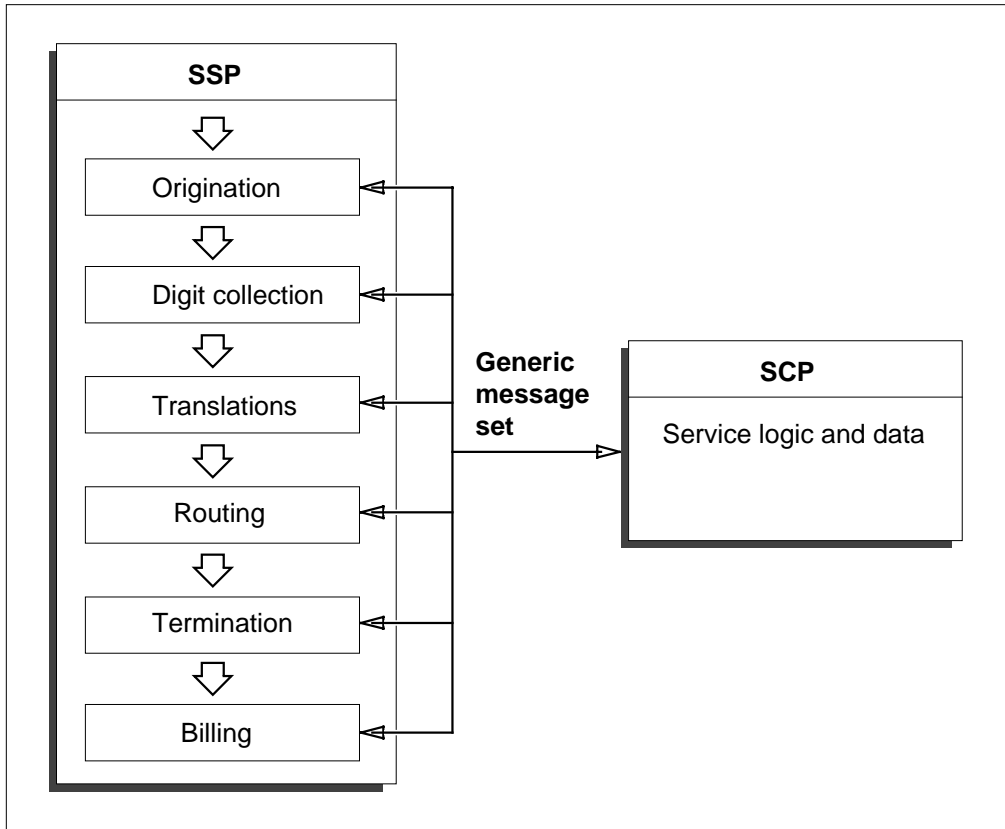 SSP
Origination
Digit collection
Translations
Routing
Termination
Billing
Generic
message
set
SCP
Service logic and data